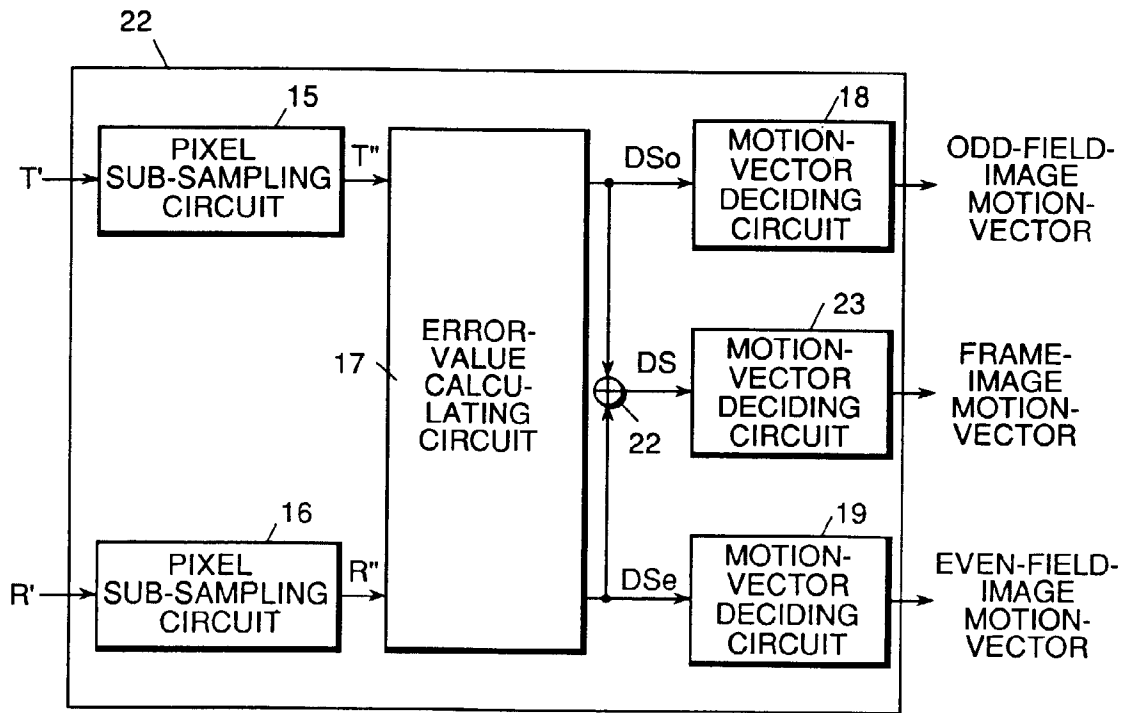 22
15
PIXEL
SUB-SAMPLING
CIRCUIT
T'
T"
16
PIXEL
SUB-SAMPLING
CIRCUIT
R'
R"
17
ERROR-
VALUE
CALCU-
LATING
CIRCUIT
DSo
18
MOTION-
VECTOR
DECIDING
CIRCUIT
ODD-FIELD-
IMAGE
MOTION-
VECTOR
DS
22
23
MOTION-
VECTOR
DECIDING
CIRCUIT
FRAME-
IMAGE
MOTION-
VECTOR
DSe
19
MOTION-
VECTOR
DECIDING
CIRCUIT
EVEN-FIELD-
IMAGE
MOTION-
VECTOR